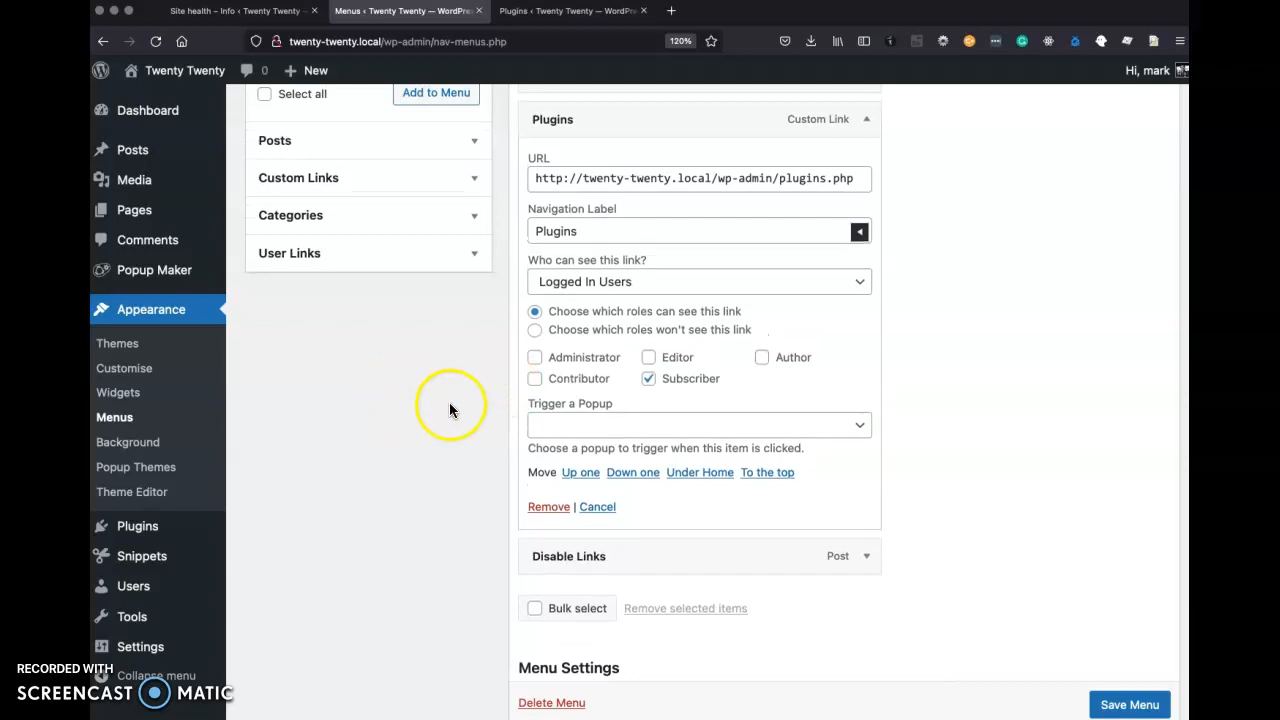 Site health – Info ‹ Twenty Twenty –
Menus ‹ Twenty Twenty — WordPre
Plugins ‹ Twenty Twenty — WordPr
twenty-twenty.local/wp-admin/nav-menus.php
120%
Twenty Twenty
0
New
Hi, mark
Dashboard
Posts
Media
Pages
Comments
Popup Maker
Appearance
Themes
Customise
Widgets
Menus
Background
Popup Themes
Theme Editor
Plugins
Snippets
Users
Tools
Settings
Collapse menu
Select all
Add to Menu
Posts
Custom Links
Categories
User Links
Plugins
Custom Link
URL
http://twenty-twenty.local/wp-admin/plugins.php
Navigation Label
Plugins
Who can see this link?
Logged In Users
Choose which roles can see this link
Choose which roles won't see this link
Administrator Editor Author
Contributor Subscriber
Trigger a Popup
Choose a popup to trigger when this item is clicked.
Move Up one Down one Under Home To the top
Remove | Cancel
Disable Links
Post
Bulk select
Remove selected items
Menu Settings
Delete Menu
Save Menu
RECORDED WITH
SCREENCAST MATIC